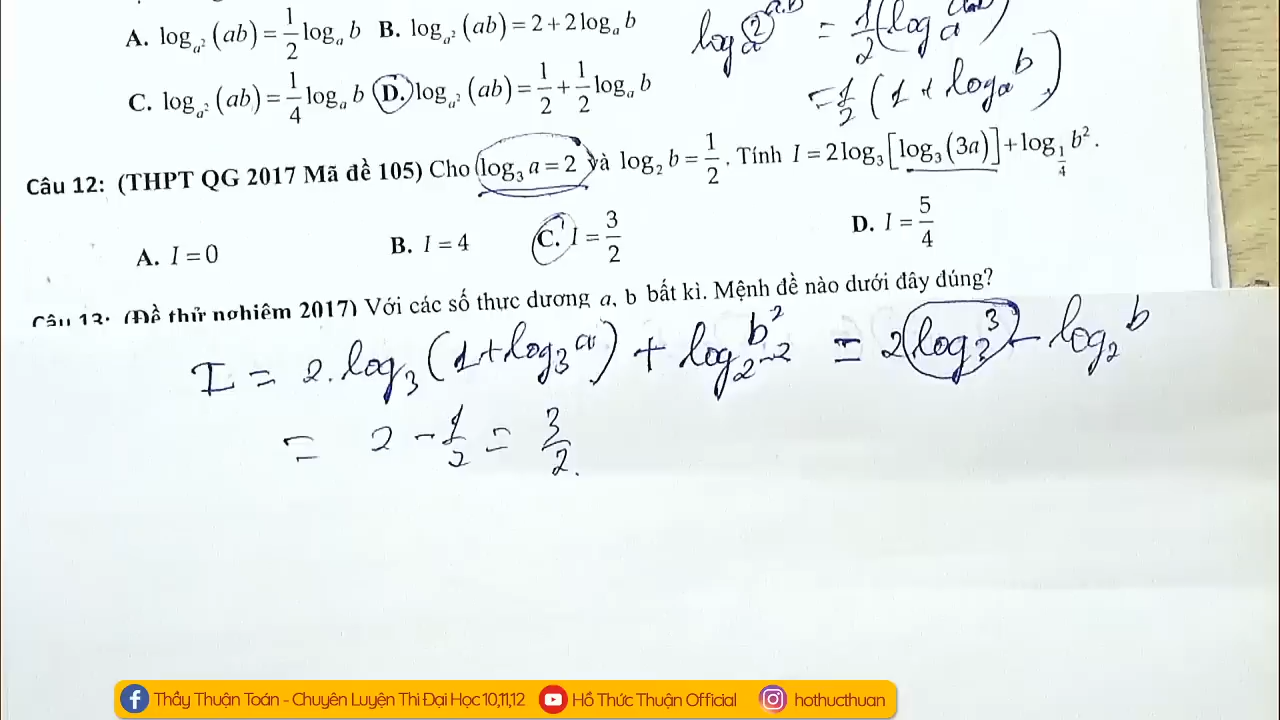 A. log_{a²}(ab) = 1/2 log_a b B. log_{a²}(ab) = 2 + 2log_a b
log_{a²} a.b = 1/2 (log_a
C. log_{a²}(ab) = 1/4 log_a b D. log_{a²}(ab) = 1/2 + 1/2 log_a b
= 1/2 (1 + log_a b)
Câu 12: (THPT QG 2017 Mã đề 105) Cho log₃ a = 2 và log₂ b = 1/2. Tính I = 2log₃[log₃(3a)] + log_{1/4} b².
A. I = 0 B. I = 4 C. I = 3/2 D. I = 5/4
Câu 13: (Đề thử nghiệm 2017) Với các số thực dương a, b bất kì. Mệnh đề nào dưới đây đúng?
I = 2.log₃(1 + log₃ a) + log_{2⁻²} b² = 2 log₃ 3 - log₂ b
= 2 - 1/2 = 3/2.
Thầy Thuận Toán - Chuyên Luyện Thi Đại Học 10,11,12 Hồ Thức Thuận Official hothucthuan